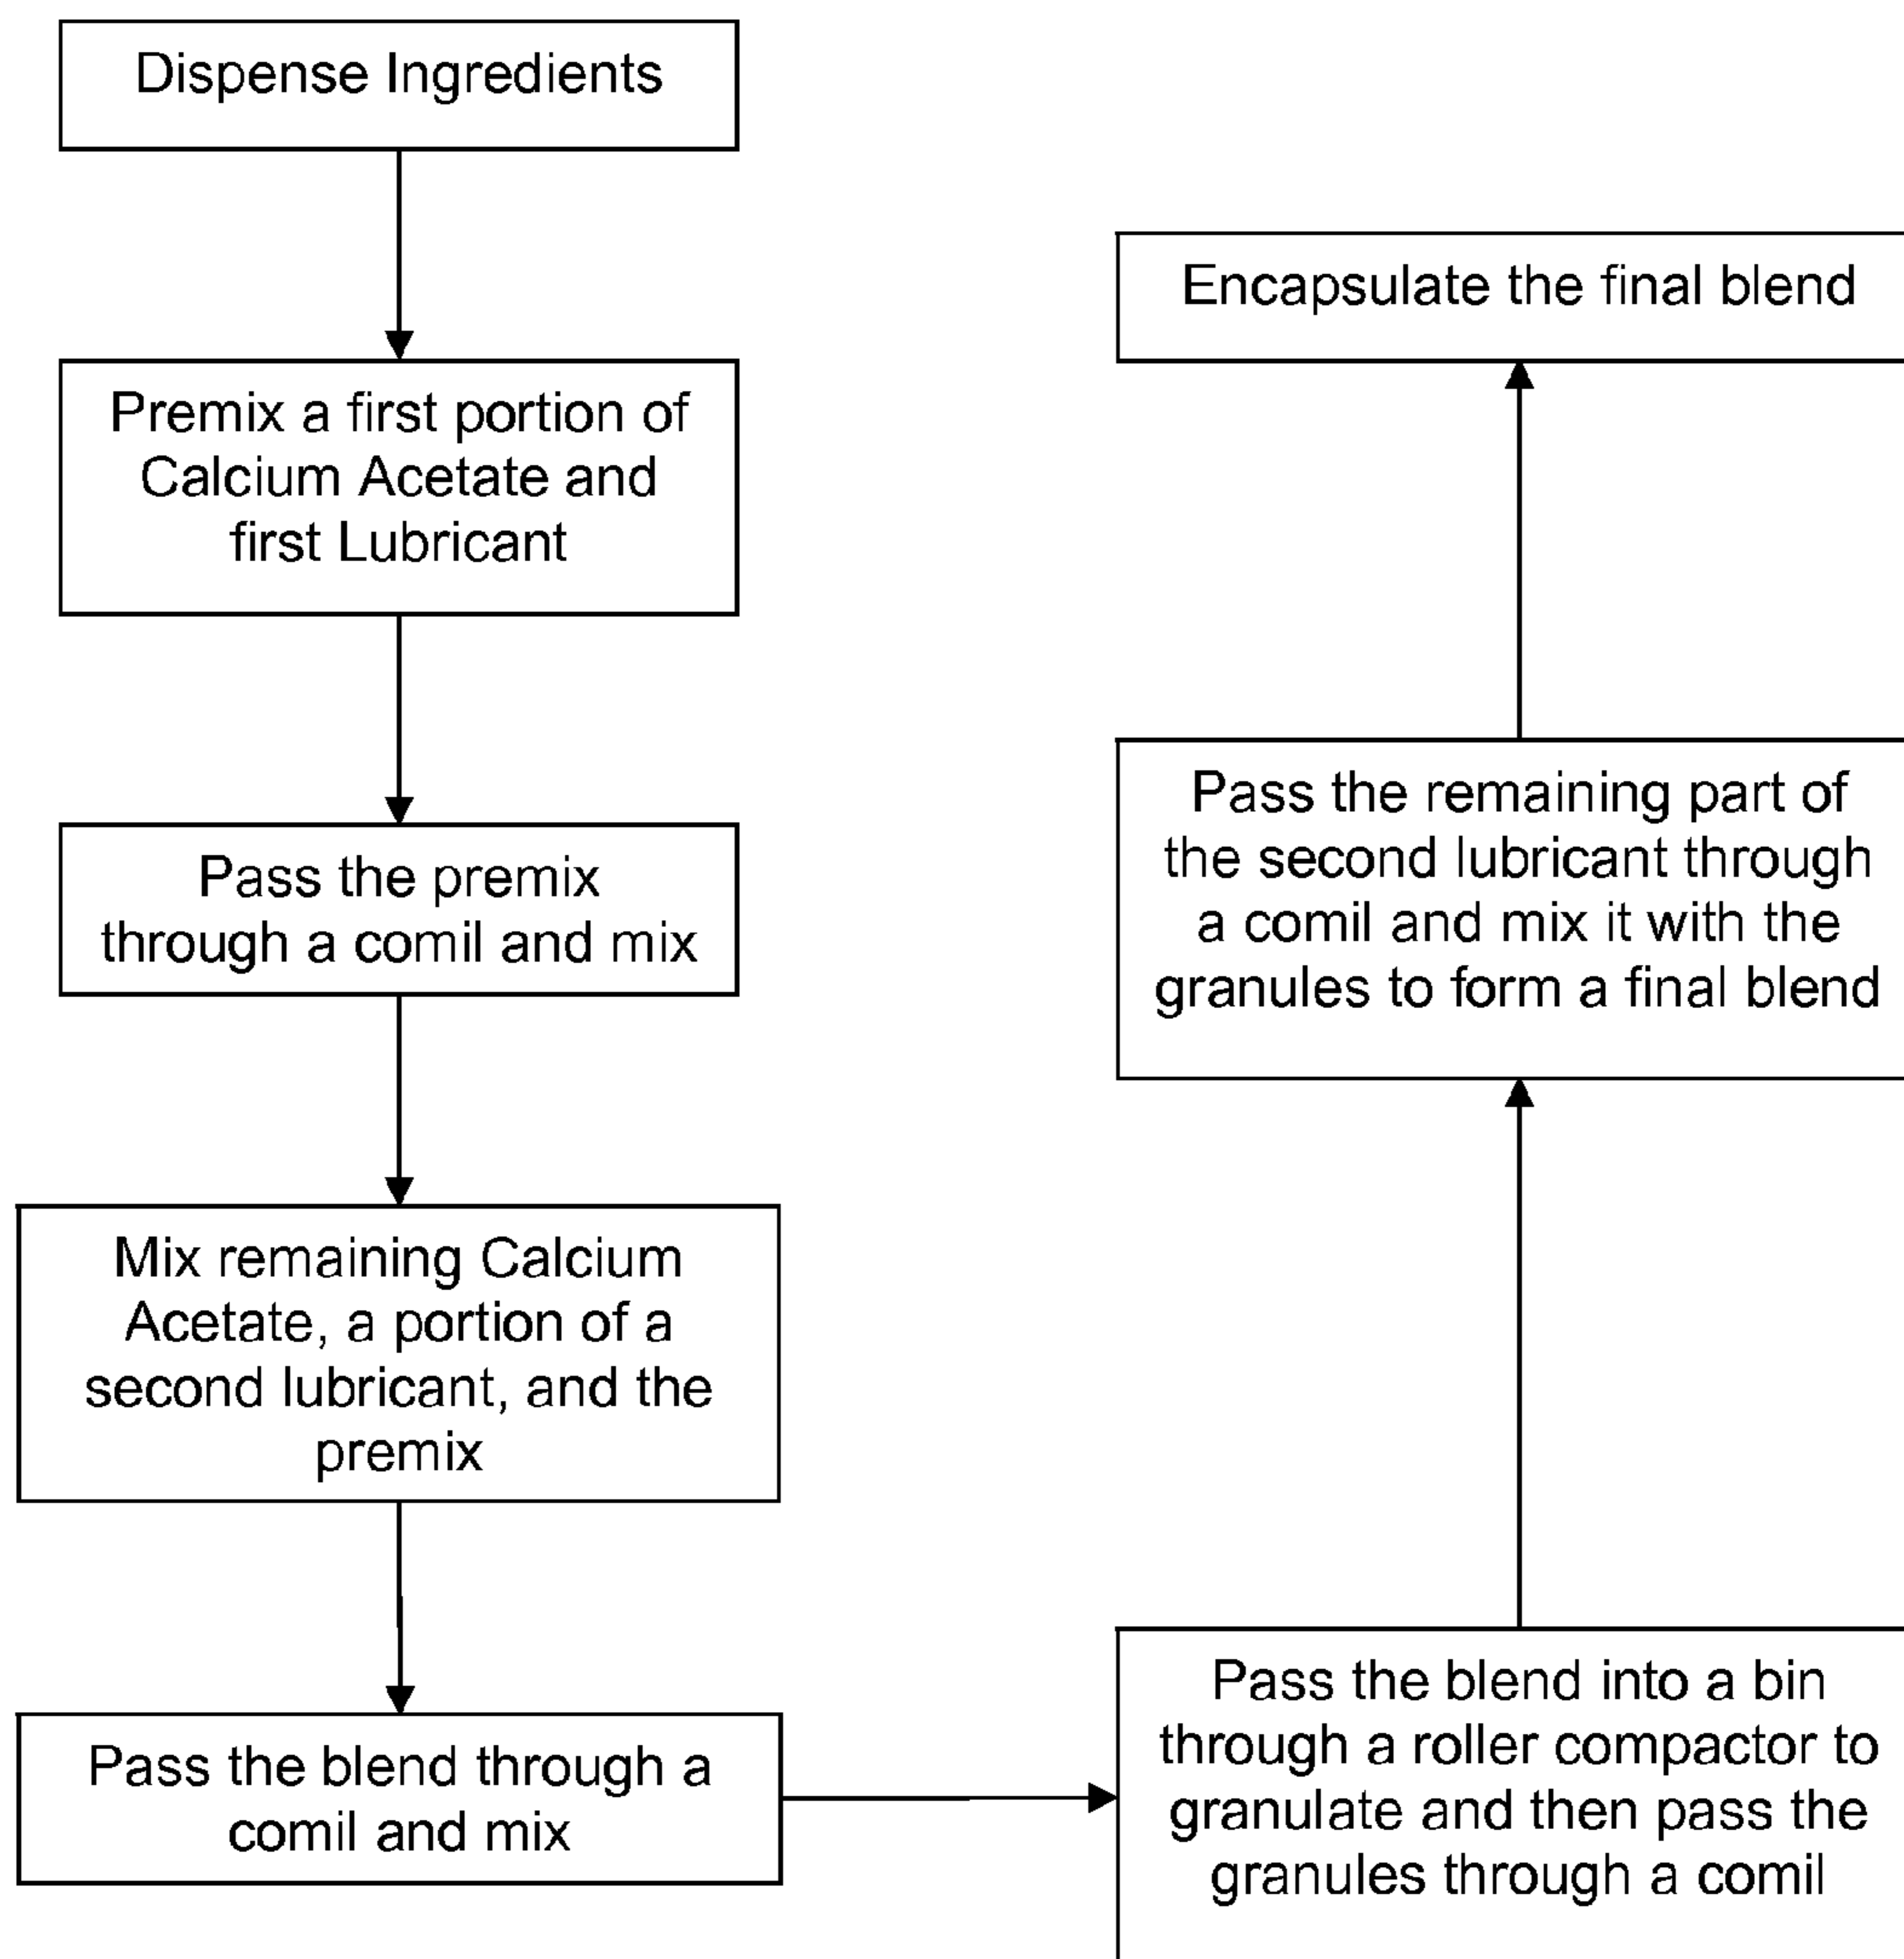 Dispense Ingredients
Premix a first portion of
Calcium Acetate and
first Lubricant
Pass the premix
through a comil and mix
Mix remaining Calcium
Acetate, a portion of a
second lubricant, and the
premix
Pass the blend through a
comil and mix
Pass the blend into a bin
through a roller compactor to
granulate and then pass the
granules through a comil
Pass the remaining part of
the second lubricant through
a comil and mix it with the
granules to form a final blend
Encapsulate the final blend